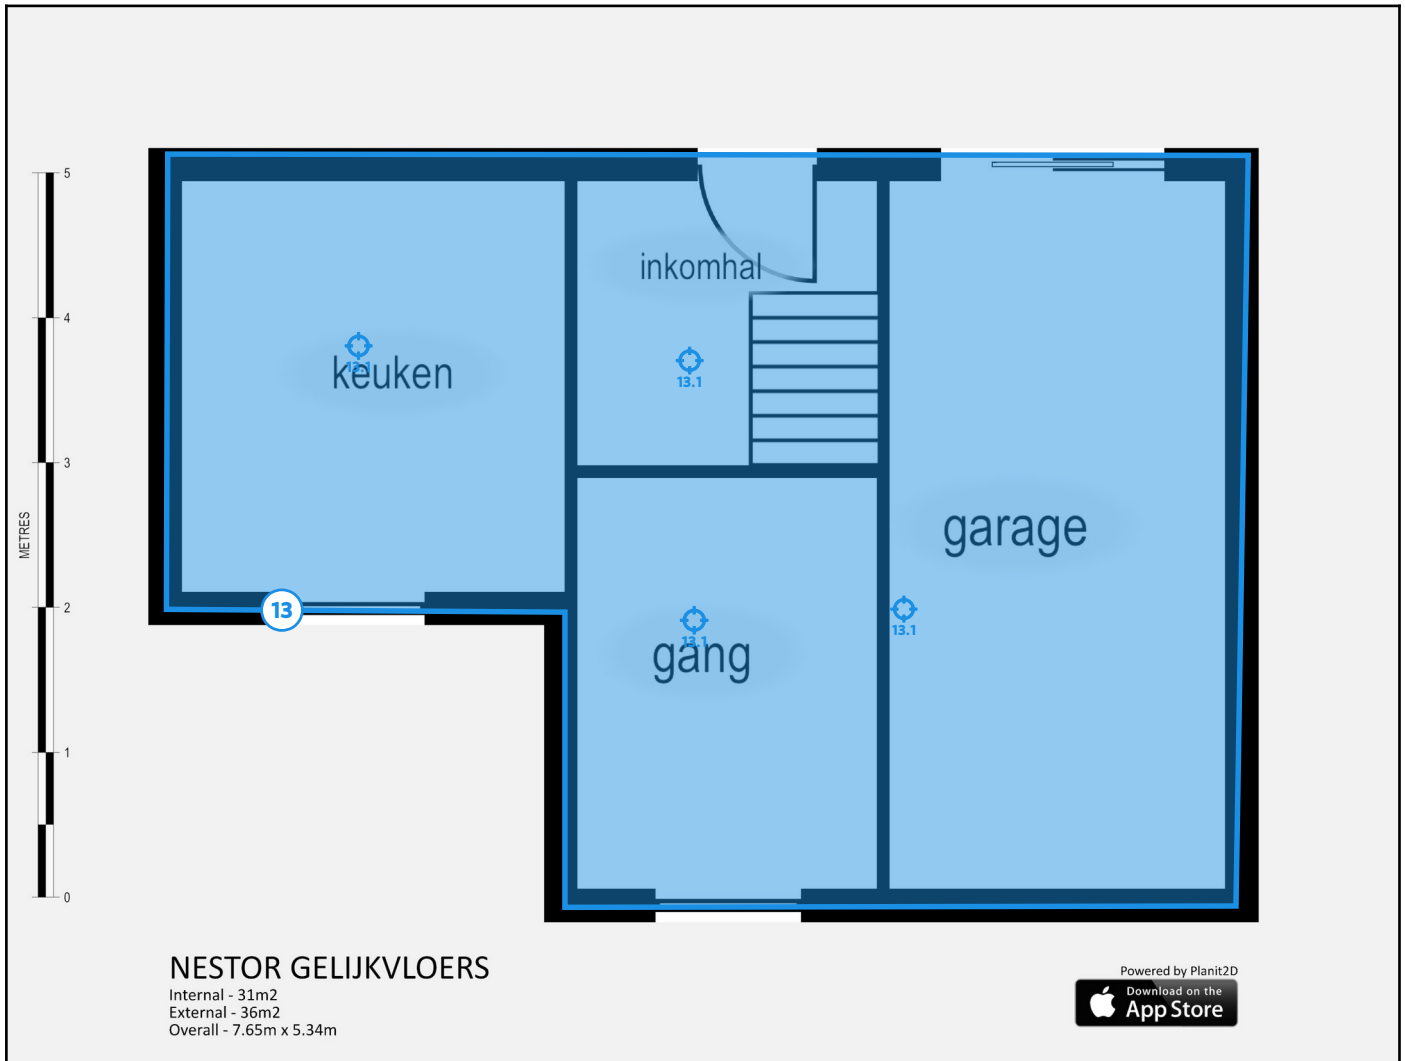 5
4
3
2
1
0
METRES
inkomhal
13.1
keuken
13.1
garage
13.1
13
gang
13.1
NESTOR GELIJKVLOERS
Internal - 31m2
External - 36m2
Overall - 7.65m x 5.34m
Powered by Planit2D
Download on the
App Store